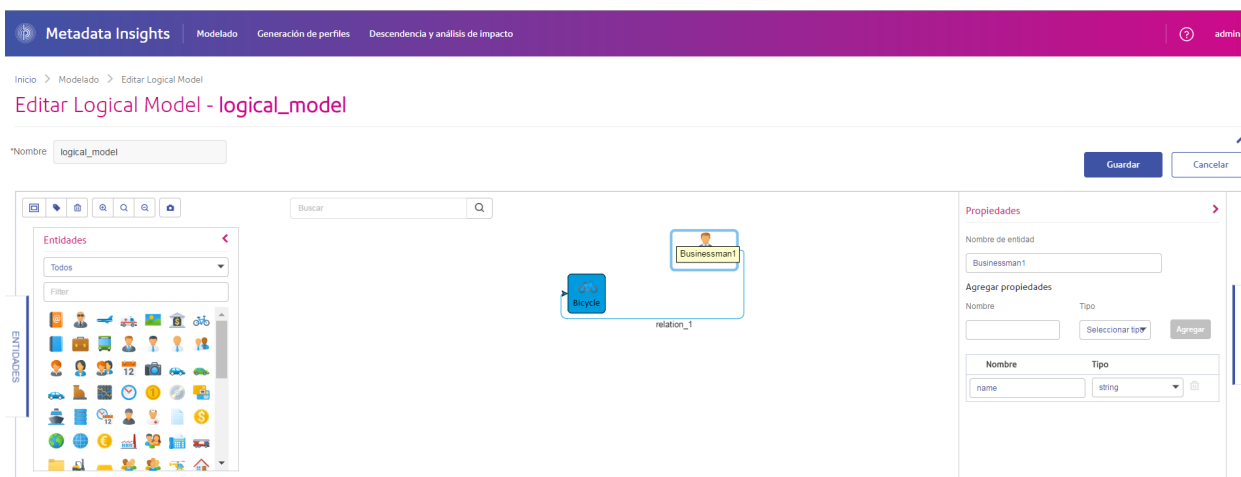 Metadata Insights Modelado Generación de perfiles Descendencia y análisis de impacto admin
Inicio > Modelado > Editar Logical Model
Editar Logical Model - logical_model
*Nombre logical_model
Guardar Cancelar
Buscar
Entidades
Todos
Filter
ENTIDADES
12
12
Businessman1
Bicycle
relation_1
Propiedades
Nombre de entidad
Businessman1
Agregar propiedades
Nombre Tipo
Seleccionar tipo Agregar
Nombre Tipo
name string